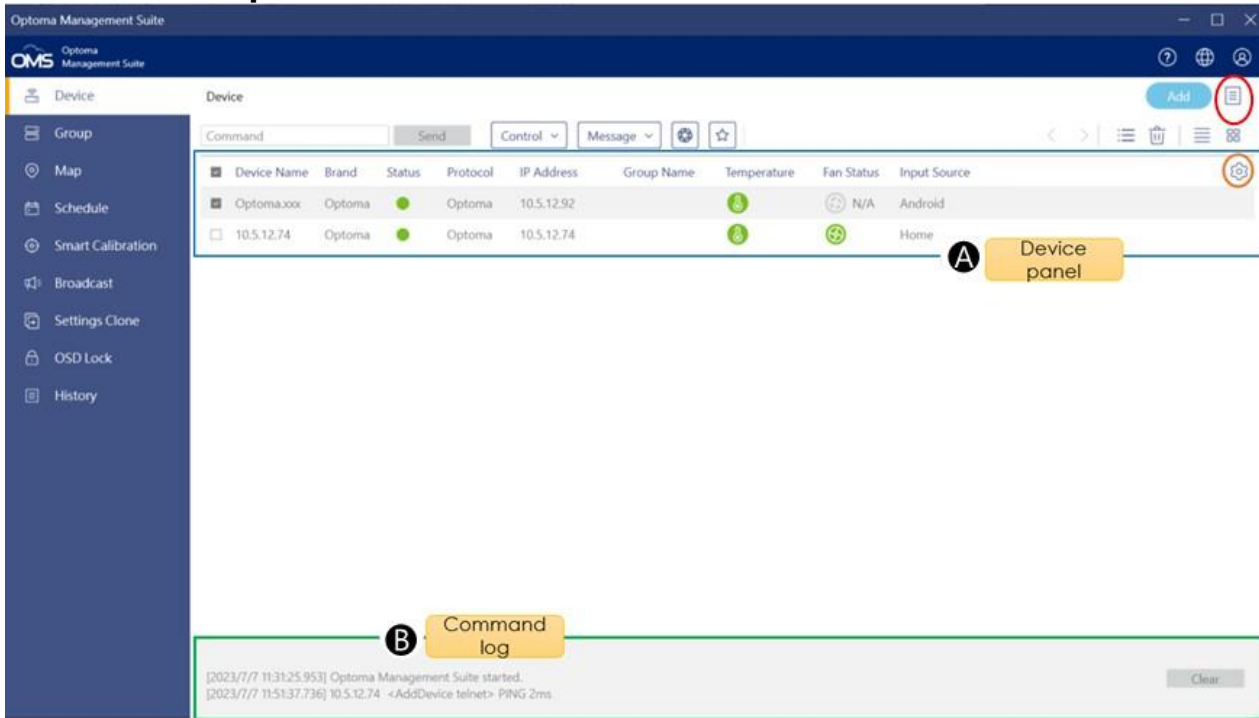 Optoma Management Suite
OMS Optoma
Management Suite
Device
Group
Map
Schedule
Smart Calibration
Broadcast
Settings Clone
OSD Lock
History
Device
Add
Command
Send
Control
Message
Device Name Brand Status Protocol IP Address Group Name Temperature Fan Status Input Source
Optoma.xxx Optoma Optoma 10.5.12.92 N/A Android
10.5.12.74 Optoma Optoma 10.5.12.74 Home
A Device
panel
B Command
log
[2023/7/7 11:31:25.953] Optoma Management Suite started.
[2023/7/7 11:51:37.736] 10.5.12.74 <AddDevice telnet> PING 2ms
Clear